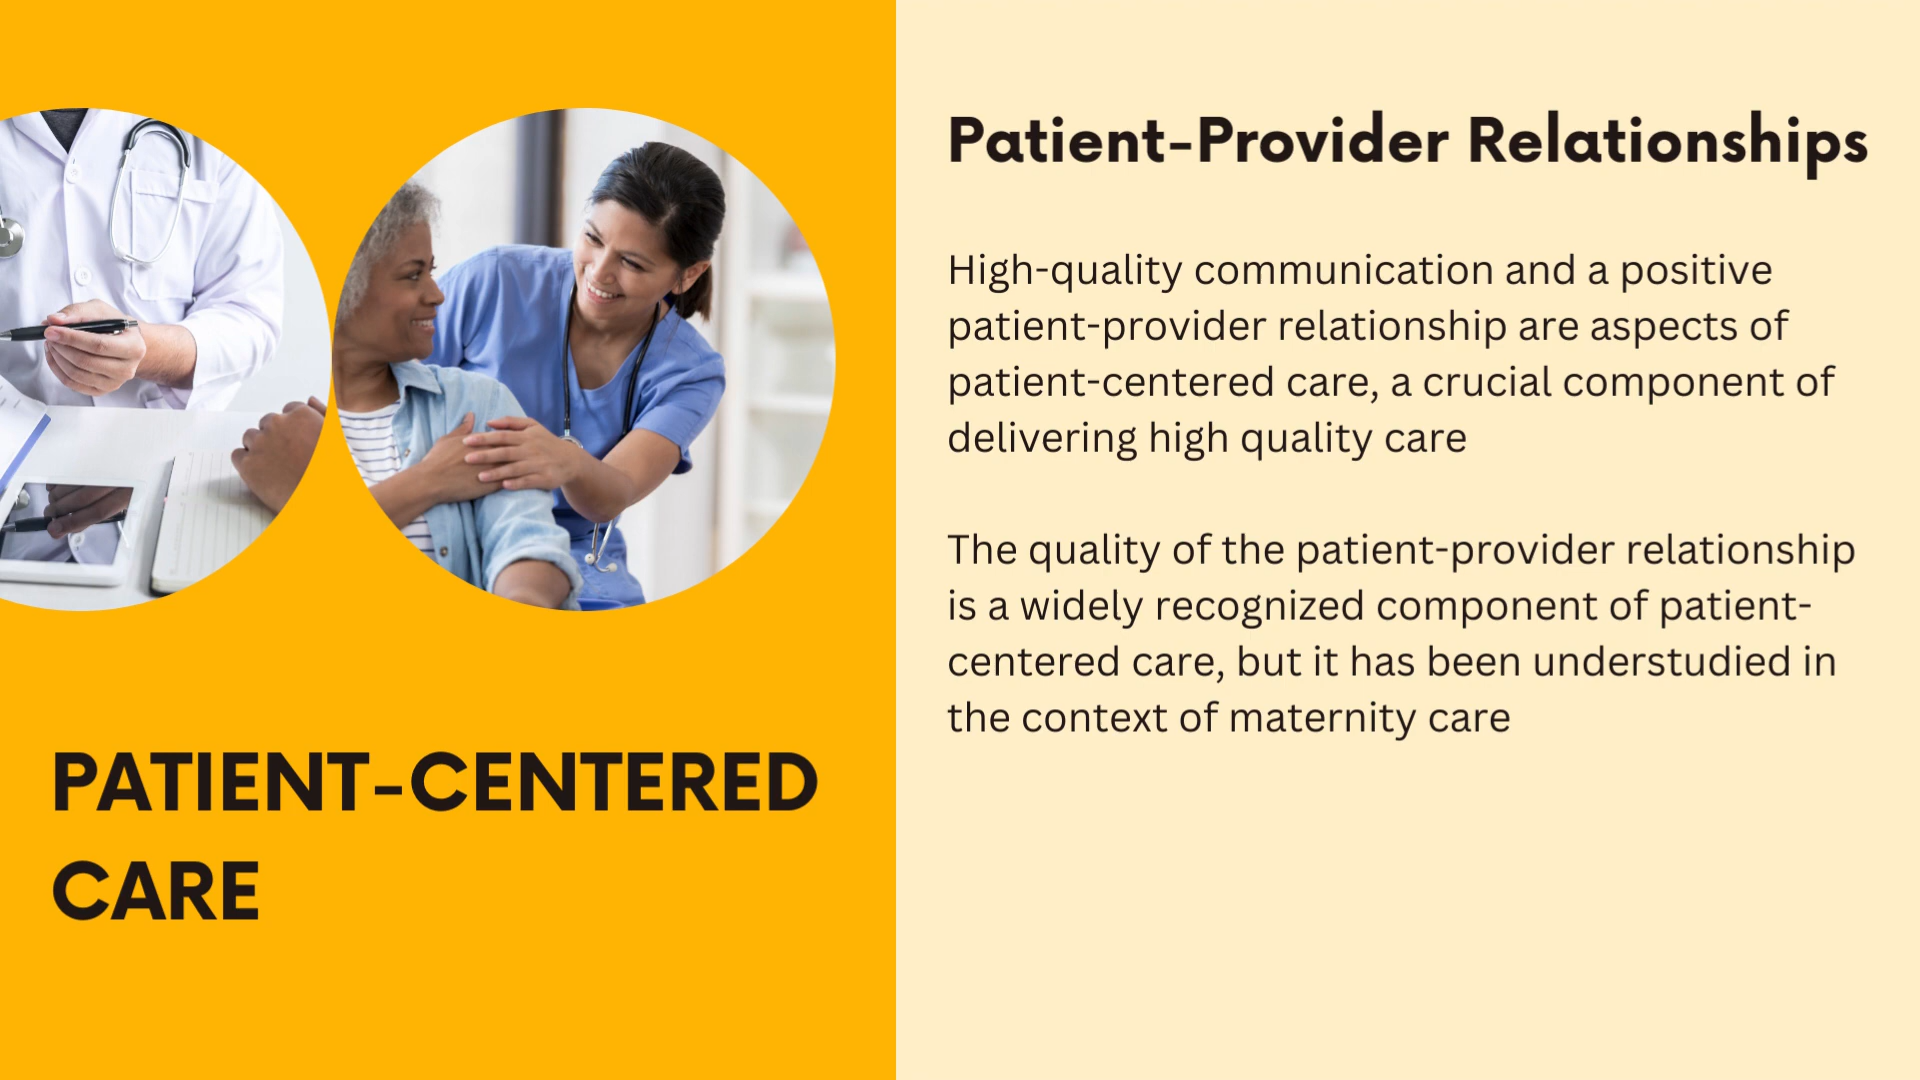 PATIENT-CENTERED
CARE
Patient-Provider Relationships
High-quality communication and a positive
patient-provider relationship are aspects of
patient-centered care, a crucial component of
delivering high quality care
The quality of the patient-provider relationship
is a widely recognized component of patient-
centered care, but it has been understudied in
the context of maternity care